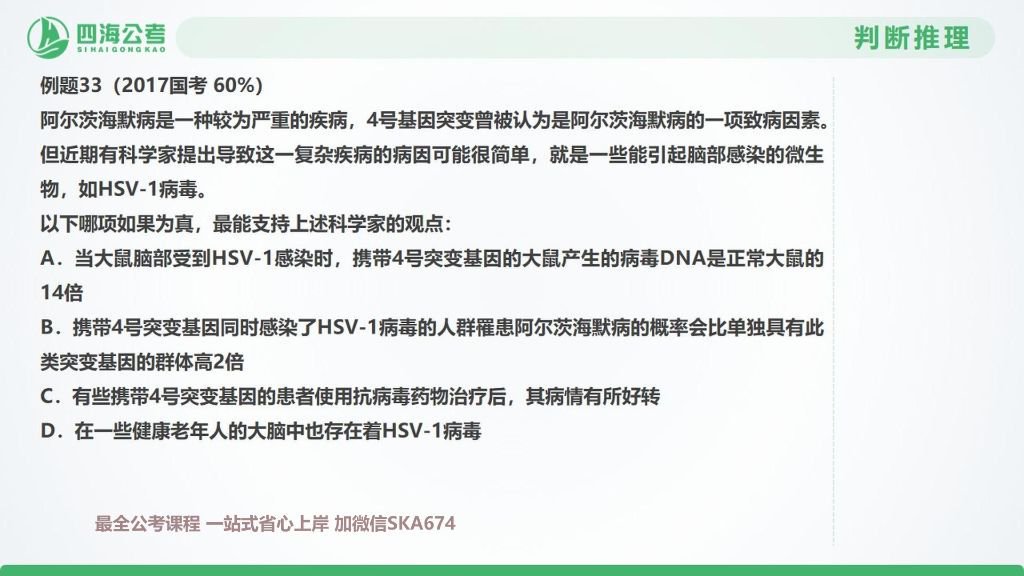 四海公考
SIHAIGONGKAO
判断推理
例题33（2017国考 60%）
阿尔茨海默病是一种较为严重的疾病，4号基因突变曾被认为是阿尔茨海默病的一项致病因素。
但近期有科学家提出导致这一复杂疾病的病因可能很简单，就是一些能引起脑部感染的微生
物，如HSV-1病毒。
以下哪项如果为真，最能支持上述科学家的观点：
A．当大鼠脑部受到HSV-1感染时，携带4号突变基因的大鼠产生的病毒DNA是正常大鼠的
14倍
B．携带4号突变基因同时感染了HSV-1病毒的人群罹患阿尔茨海默病的概率会比单独具有此
类突变基因的群体高2倍
C．有些携带4号突变基因的患者使用抗病毒药物治疗后，其病情有所好转
D．在一些健康老年人的大脑中也存在着HSV-1病毒
最全公考课程 一站式省心上岸 加微信SKA674